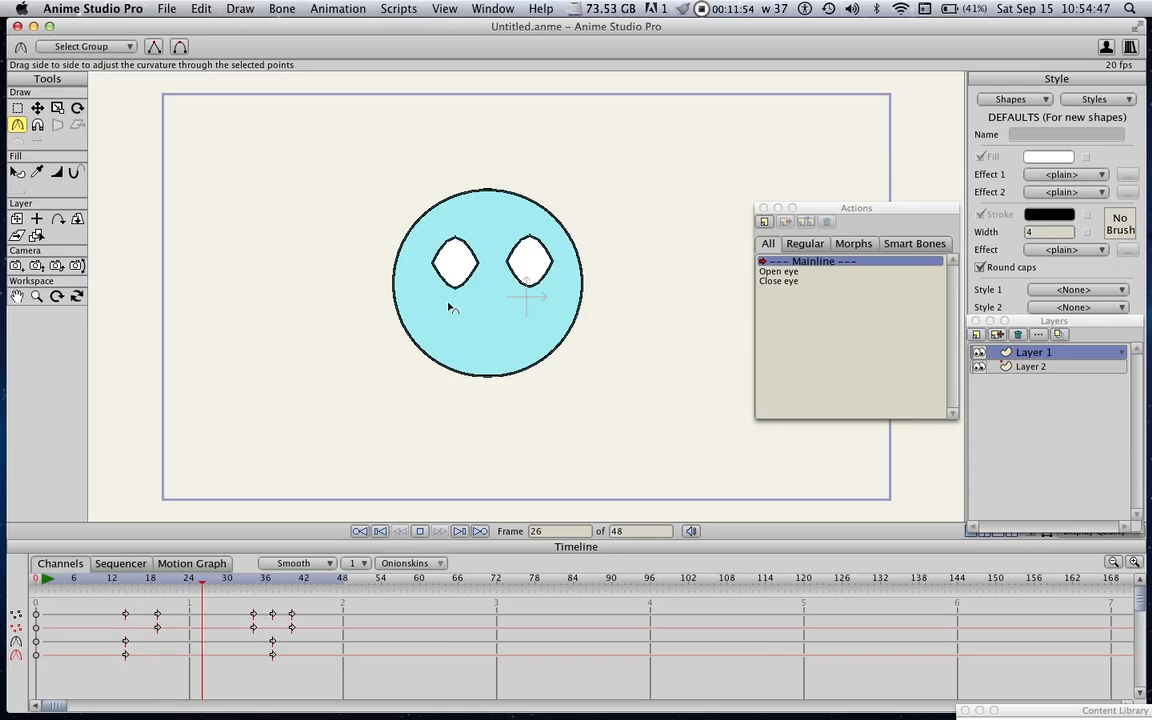 Anime Studio Pro File Edit Draw Bone Animation Scripts View Window Help 73.53 GB 1 00:11:54 w 37 (41%) Sat Sep 15 10:54:47
Untitled.anme – Anime Studio Pro
Select Group
Drag side to side to adjust the curvature through the selected points 20 fps
Tools
Draw
Fill
Layer
Camera
Workspace
Style
Shapes Styles
DEFAULTS (For new shapes)
Name
Fill
Effect 1 <plain> ...
Effect 2 <plain> ...
Stroke
Width 4
No
Brush
Effect <plain> ...
Round caps
Style 1 <None>
Style 2 <None>
Actions
All Regular Morphs Smart Bones
--- Mainline ---
Open eye
Close eye
Layers
Layer 1
Layer 2
Frame 26 of 48
Timeline
Channels Sequencer Motion Graph Smooth 1 Onionskins
0 6 12 18 24 30 36 42 48 54 60 66 72 78 84 90 96 102 108 114 120 126 132 138 144 150 156 162 168
0 1 2 3 4 5 6 7
Content Library